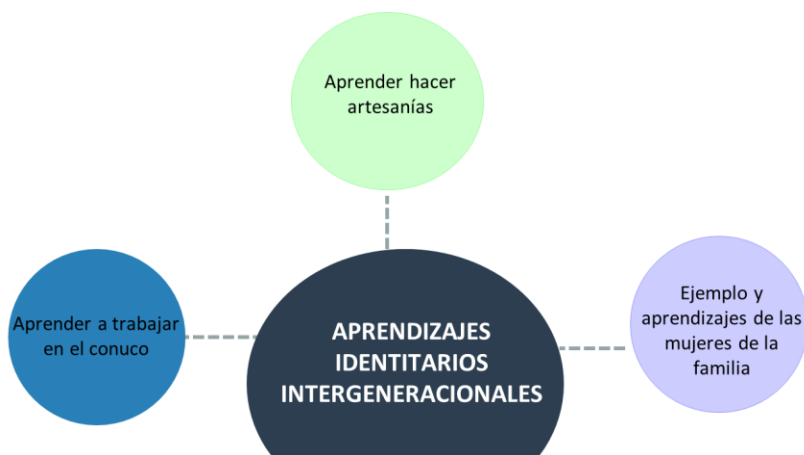 Aprender hacer
artesanías
Aprender a trabajar
en el conuco
APRENDIZAJES
IDENTITARIOS
INTERGENERACIONALES
Ejemplo y
aprendizajes de las
mujeres de la
familia